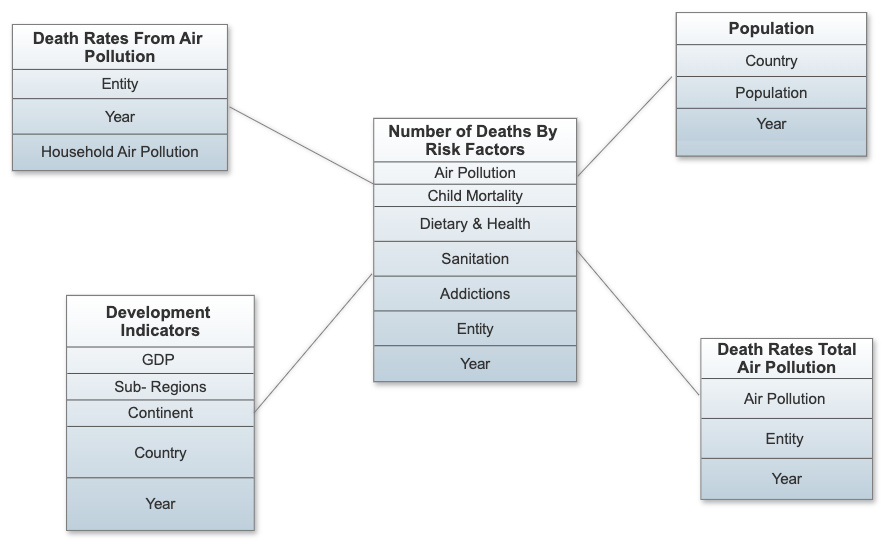 Death Rates From Air
Pollution
Entity
Year
Household Air Pollution
Number of Deaths By
Risk Factors
Air Pollution
Child Mortality
Dietary & Health
Sanitation
Addictions
Entity
Year
Population
Country
Population
Year
Development
Indicators
GDP
Sub- Regions
Continent
Country
Year
Death Rates Total
Air Pollution
Air Pollution
Entity
Year